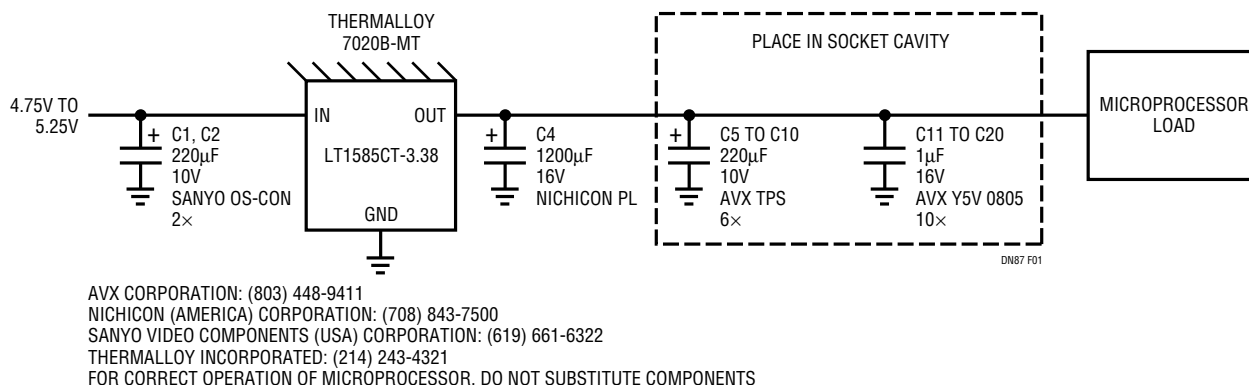 THERMALLOY
7020B-MT
PLACE IN SOCKET CAVITY
4.75V TO
5.25V
IN
OUT
LT1585CT-3.38
GND
+
C1, C2
220µF
10V
SANYO OS-CON
2×
+
C4
1200µF
16V
NICHICON PL
+
C5 TO C10
220µF
10V
AVX TPS
6×
C11 TO C20
1µF
16V
AVX Y5V 0805
10×
MICROPROCESSOR
LOAD
DN87 F01
AVX CORPORATION: (803) 448-9411
NICHICON (AMERICA) CORPORATION: (708) 843-7500
SANYO VIDEO COMPONENTS (USA) CORPORATION: (619) 661-6322
THERMALLOY INCORPORATED: (214) 243-4321
FOR CORRECT OPERATION OF MICROPROCESSOR, DO NOT SUBSTITUTE COMPONENTS